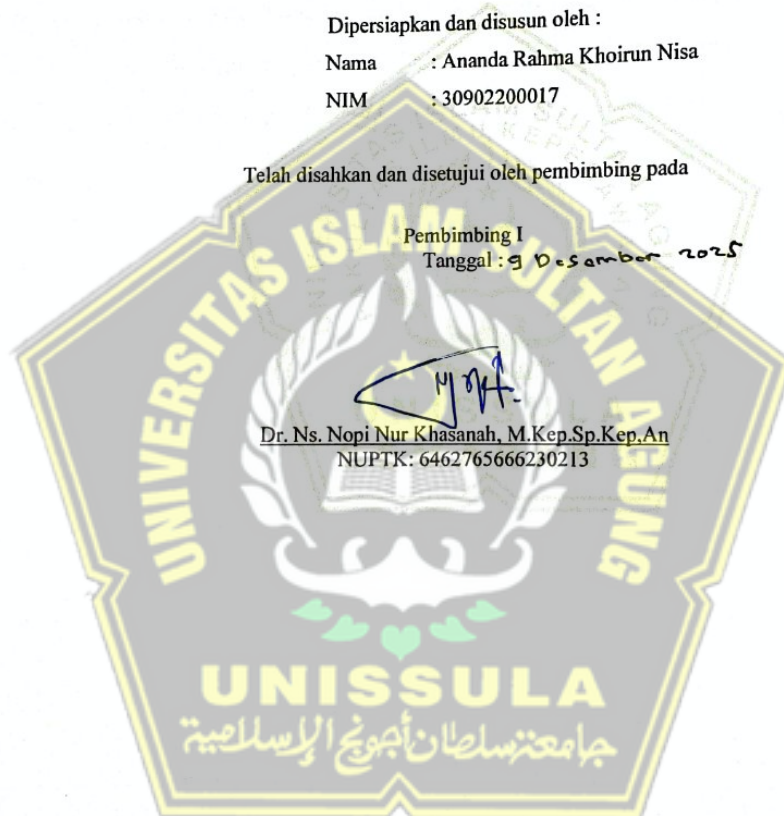 Dipersiapkan dan disusun oleh :
Nama : Ananda Rahma Khoirun Nisa
NIM : 30902200017
Telah disahkan dan disetujui oleh pembimbing pada
Pembimbing I
Tanggal : 9 Desember 2025
Dr. Ns. Nopi Nur Khasanah, M.Kep.Sp.Kep,An
NUPTK: 6462765666230213
UNIVERSITAS ISLAM SULTAN AGUNG
UNISSULA
جامعة سلطان أجونج الإسلامية